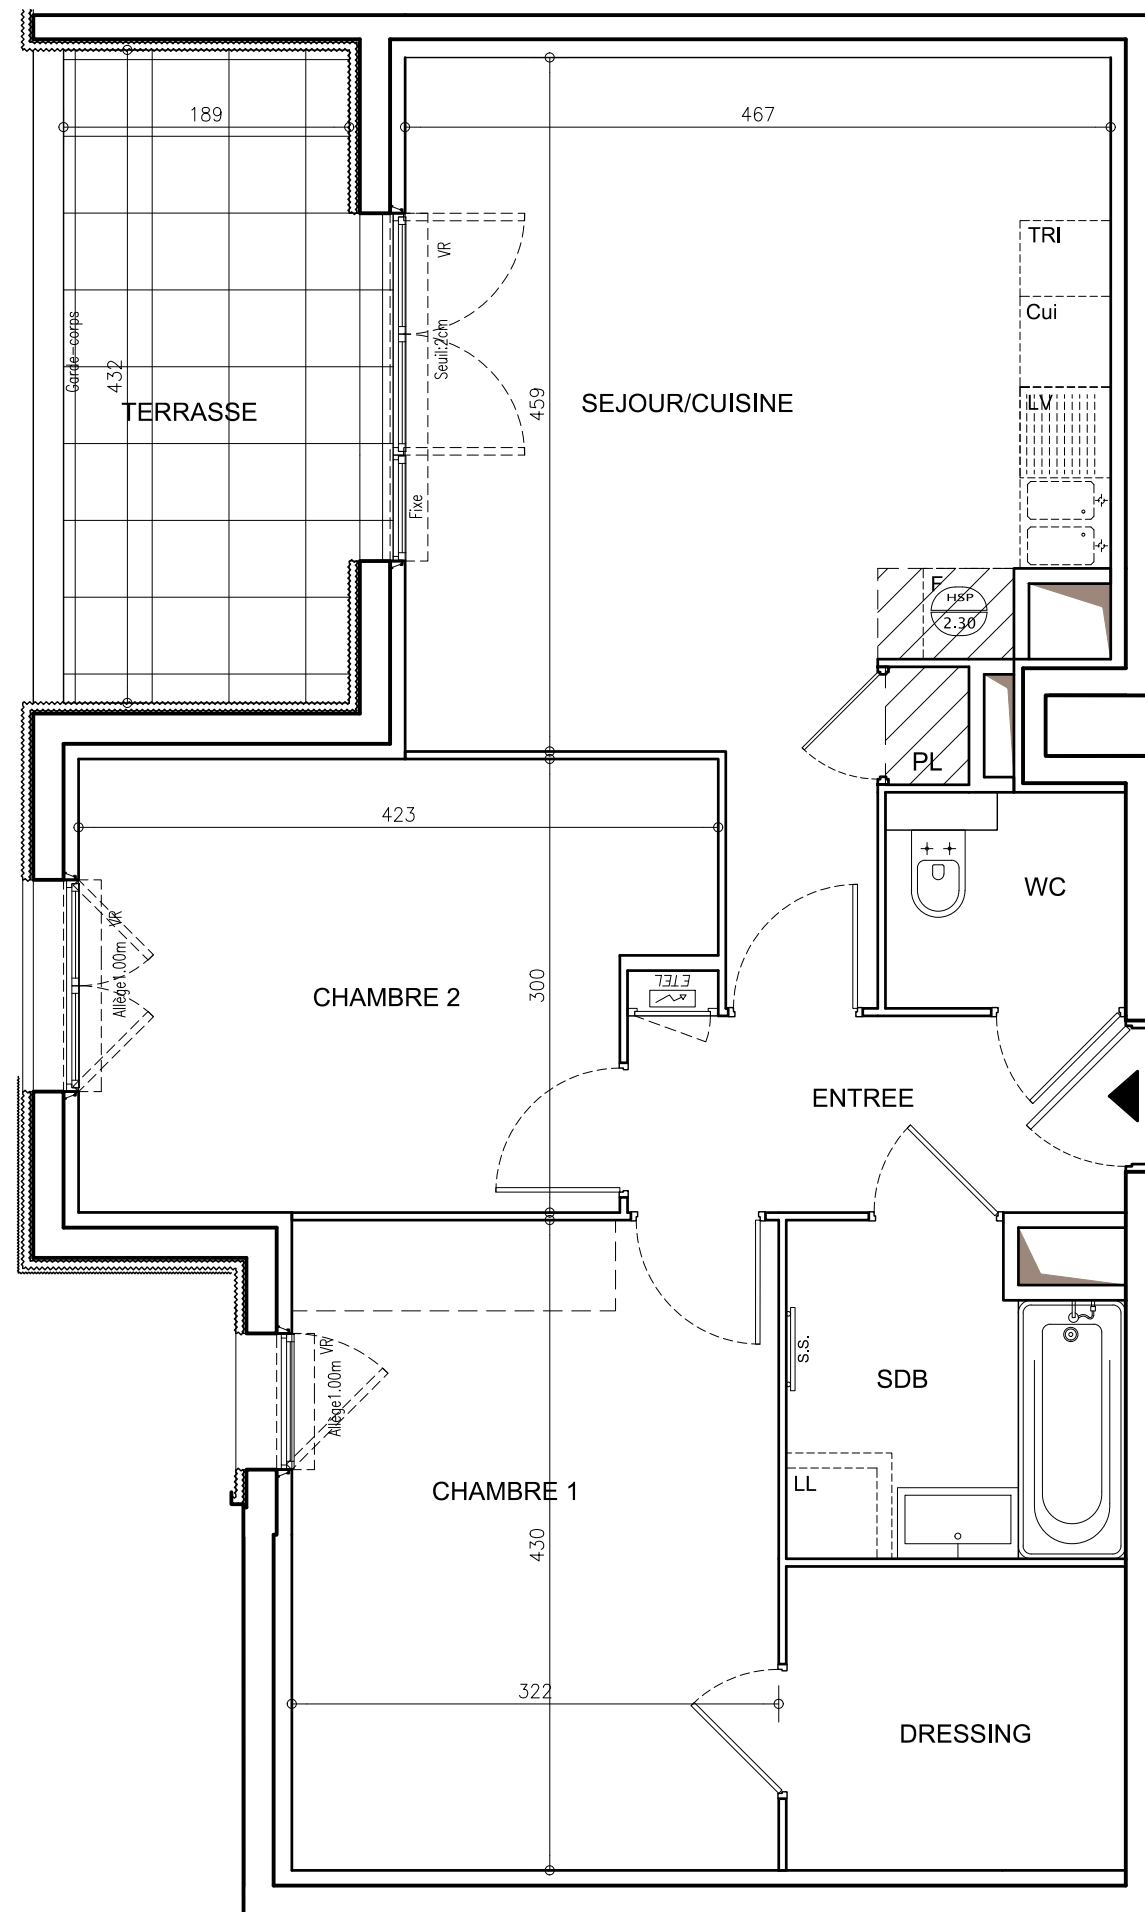 189
467
TRI
VR
Cui
Garde-corps
432
Seuil:2cm
459
TERRASSE
SEJOUR/CUISINE
LV
Fixe
F
HSP
2.30
PL
423
WC
VR
Allège1.00m
ETEL
300
CHAMBRE 2
ENTREE
VR
Allège1.00m
s.s.
SDB
LL
CHAMBRE 1
430
322
DRESSING